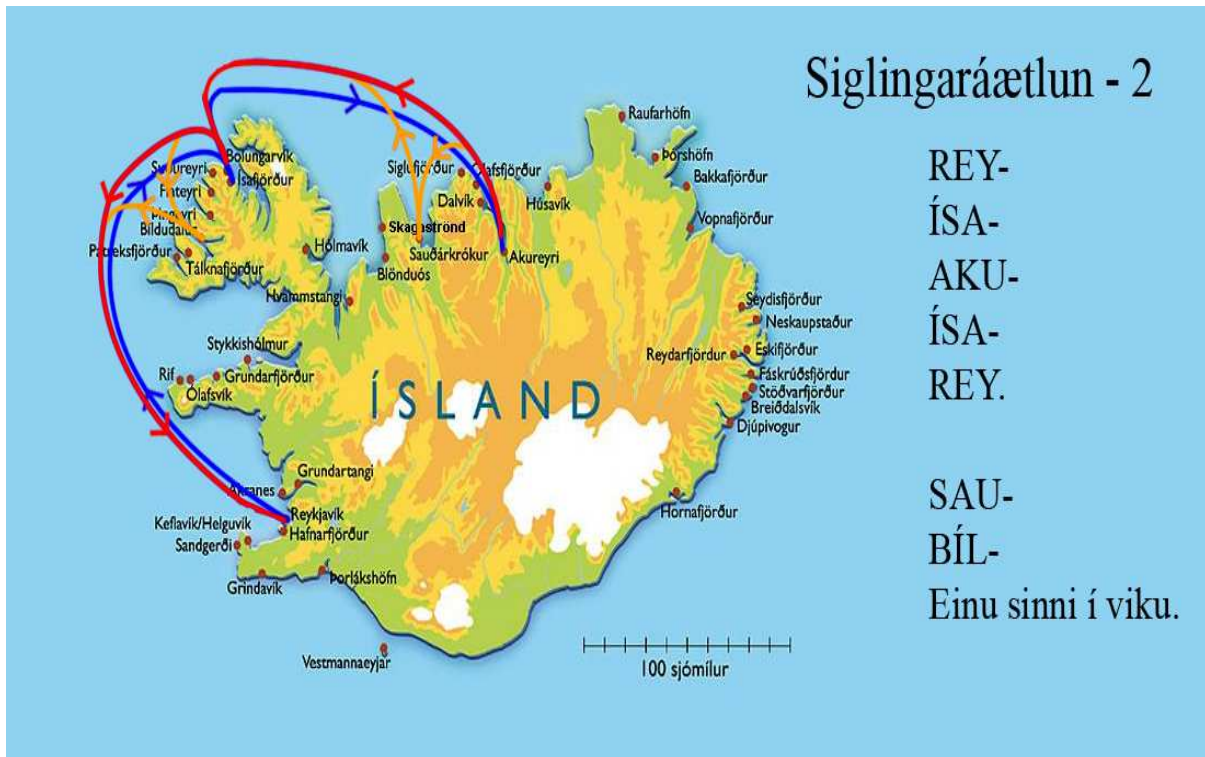 Siglingaráætlun - 2
REY-
ÍSA-
AKU-
ÍSA-
REY.
SAU-
BÍL-
Einu sinni í viku.
Raufarhöfn
Þórshöfn
Bakkafjörður
Vopnafjörður
Húsavík
Siglufjörður
Ólafsfjörður
Dalvík
Akureyri
Skagaströnd
Sauðárkrókur
Blönduós
Hvammstangi
Hólmavík
Bolungarvík
Ísafjörður
Suðureyri
Flateyri
Þingeyri
Bíldudalur
Patreksfjörður
Tálknafjörður
Stykkishólmur
Grundarfjörður
Rif
Ólafsvík
ÍSLAND
Seydisfjörður
Neskaupstaður
Eskifjörður
Reydarfjördur
Fáskrúðsfjördur
Stöðvarfjörður
Breiðdalsvík
Djúpivogur
Hornafjörður
Grundartangi
Akranes
Reykjavík
Hafnarfjörður
Keflavík/Helguvík
Sandgerði
Grindavík
Þorlákshöfn
Vestmannaeyjar
100 sjómílur